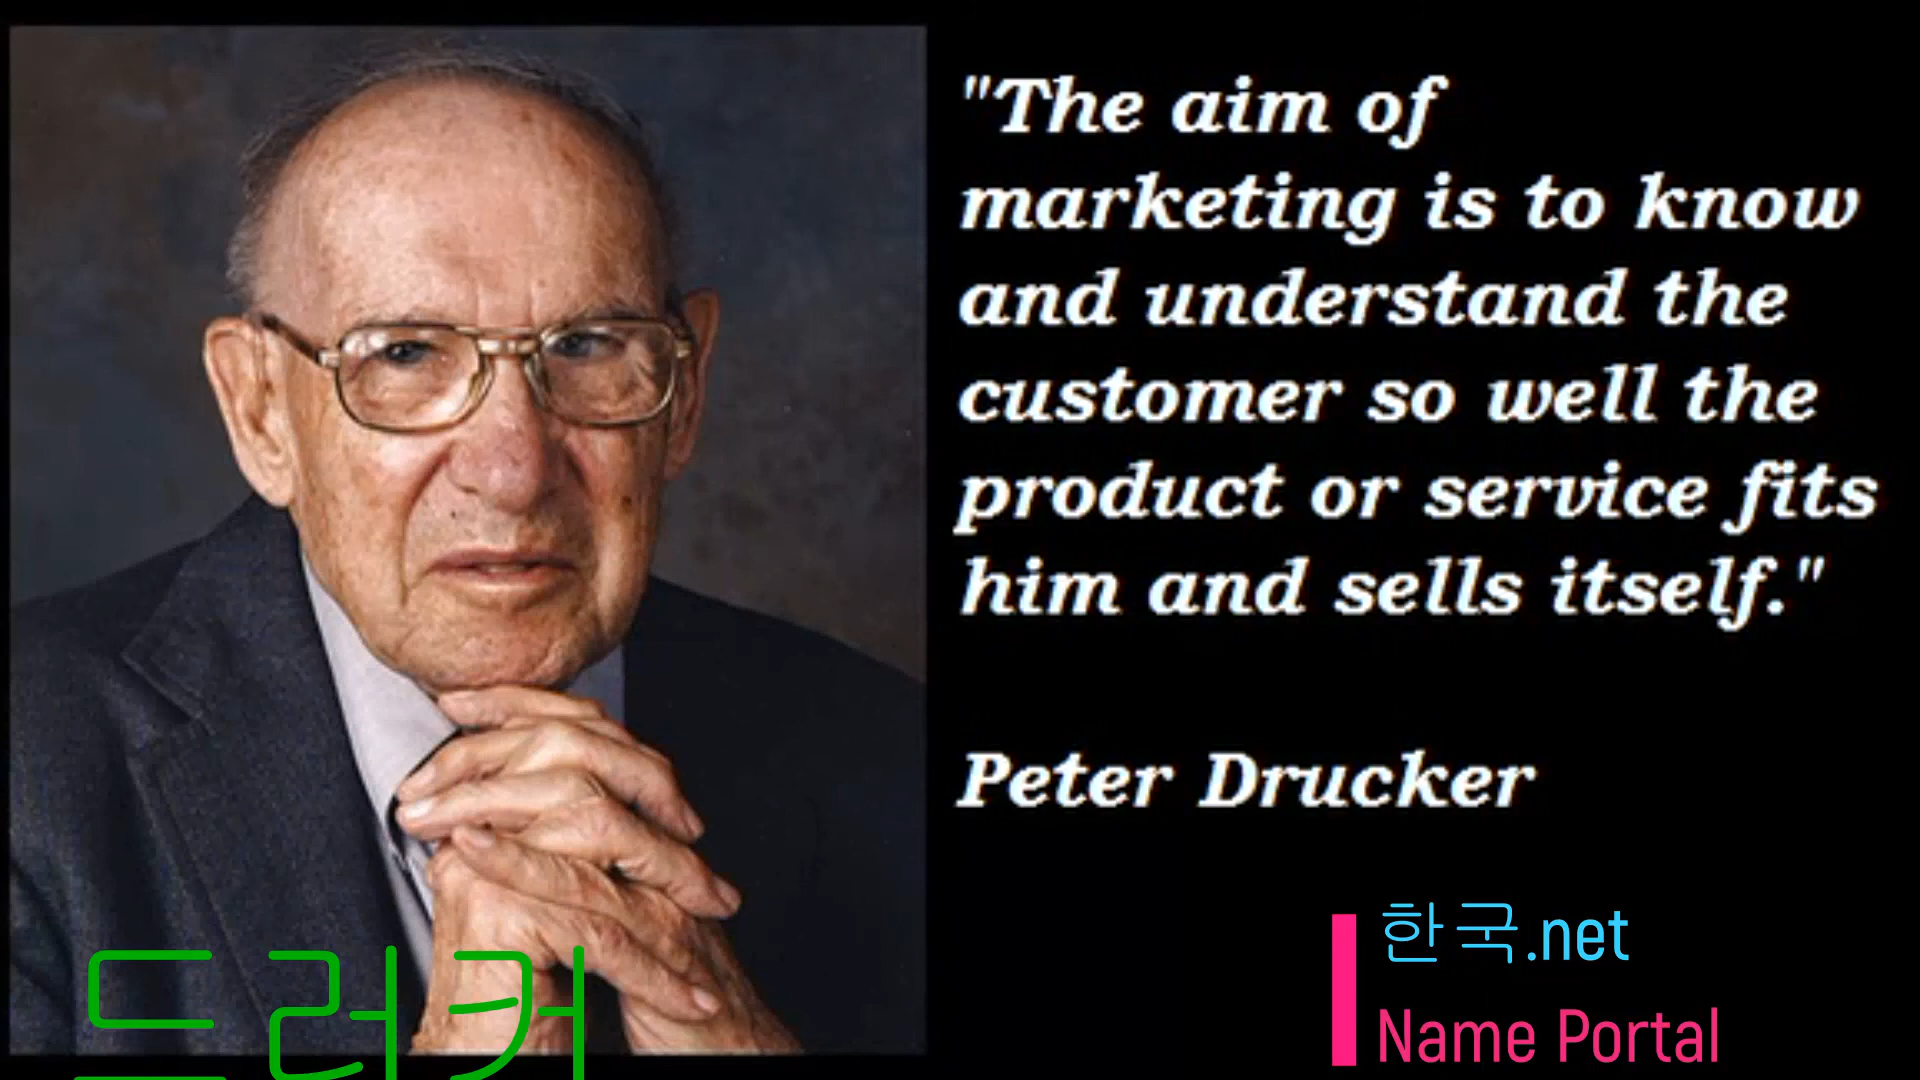 "The aim of
marketing is to know
and understand the
customer so well the
product or service fits
him and sells itself."
Peter Drucker
드러커
한국.net
Name Portal